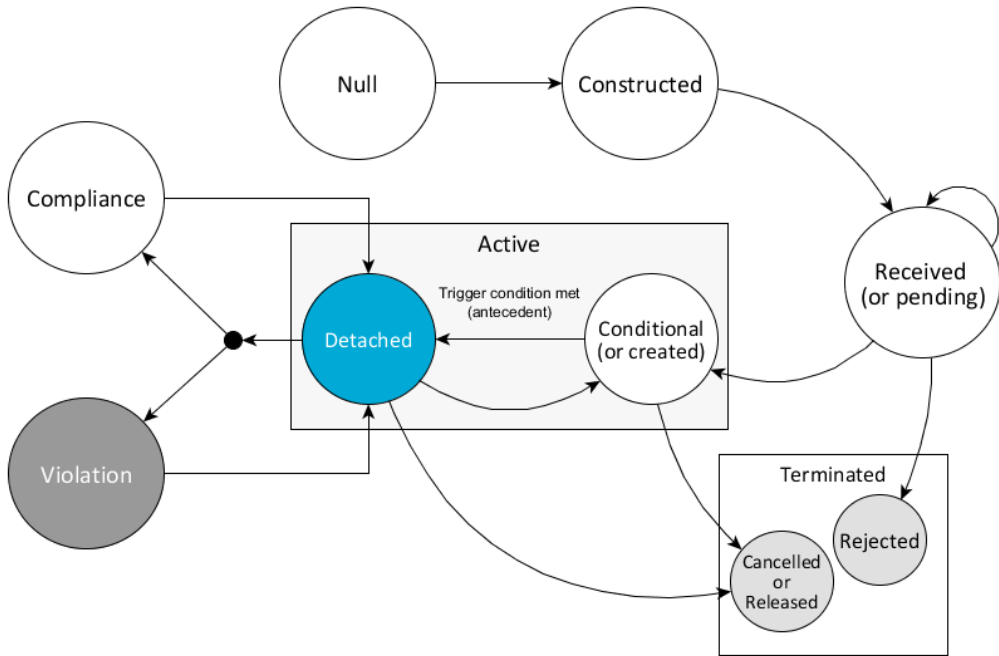 Null
Constructed
Compliance
Active
Received
(or pending)
Trigger condition met
(antecedent)
Detached
Conditional
(or created)
Violation
Terminated
Rejected
Cancelled
or
Released